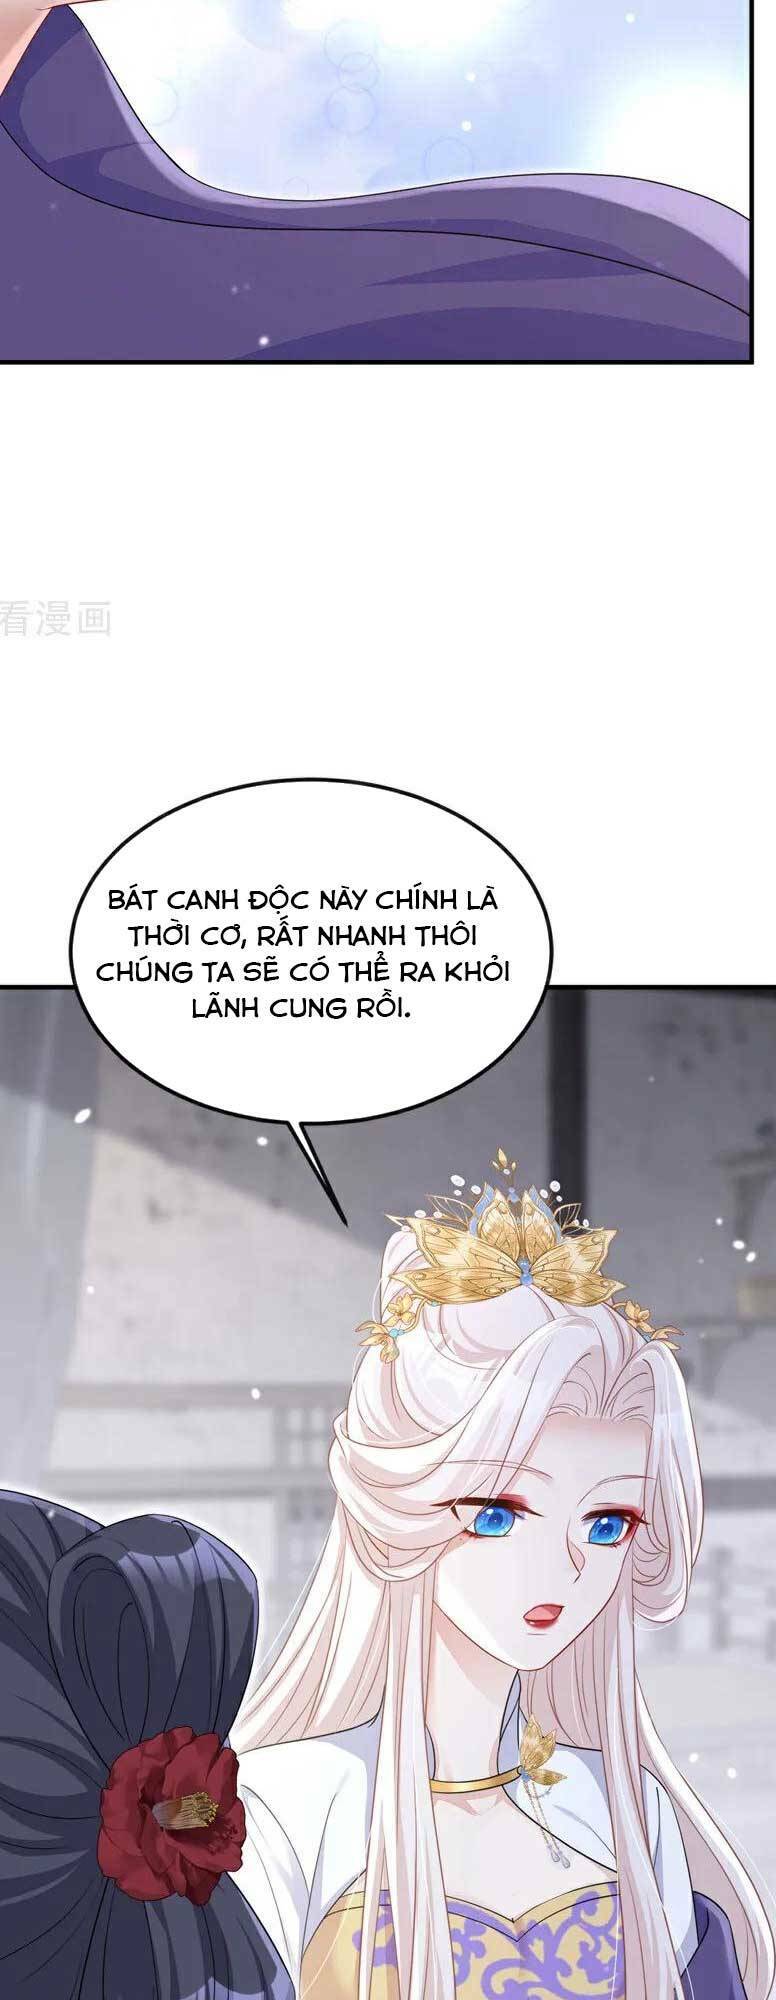 看漫画
BÁT CANH ĐỘC NÀY CHÍNH LÀ
THỜI CƠ, RẤT NHANH THÔI
CHÚNG TA SẼ CÓ THỂ RA KHỎI
LÃNH CUNG RỒI.